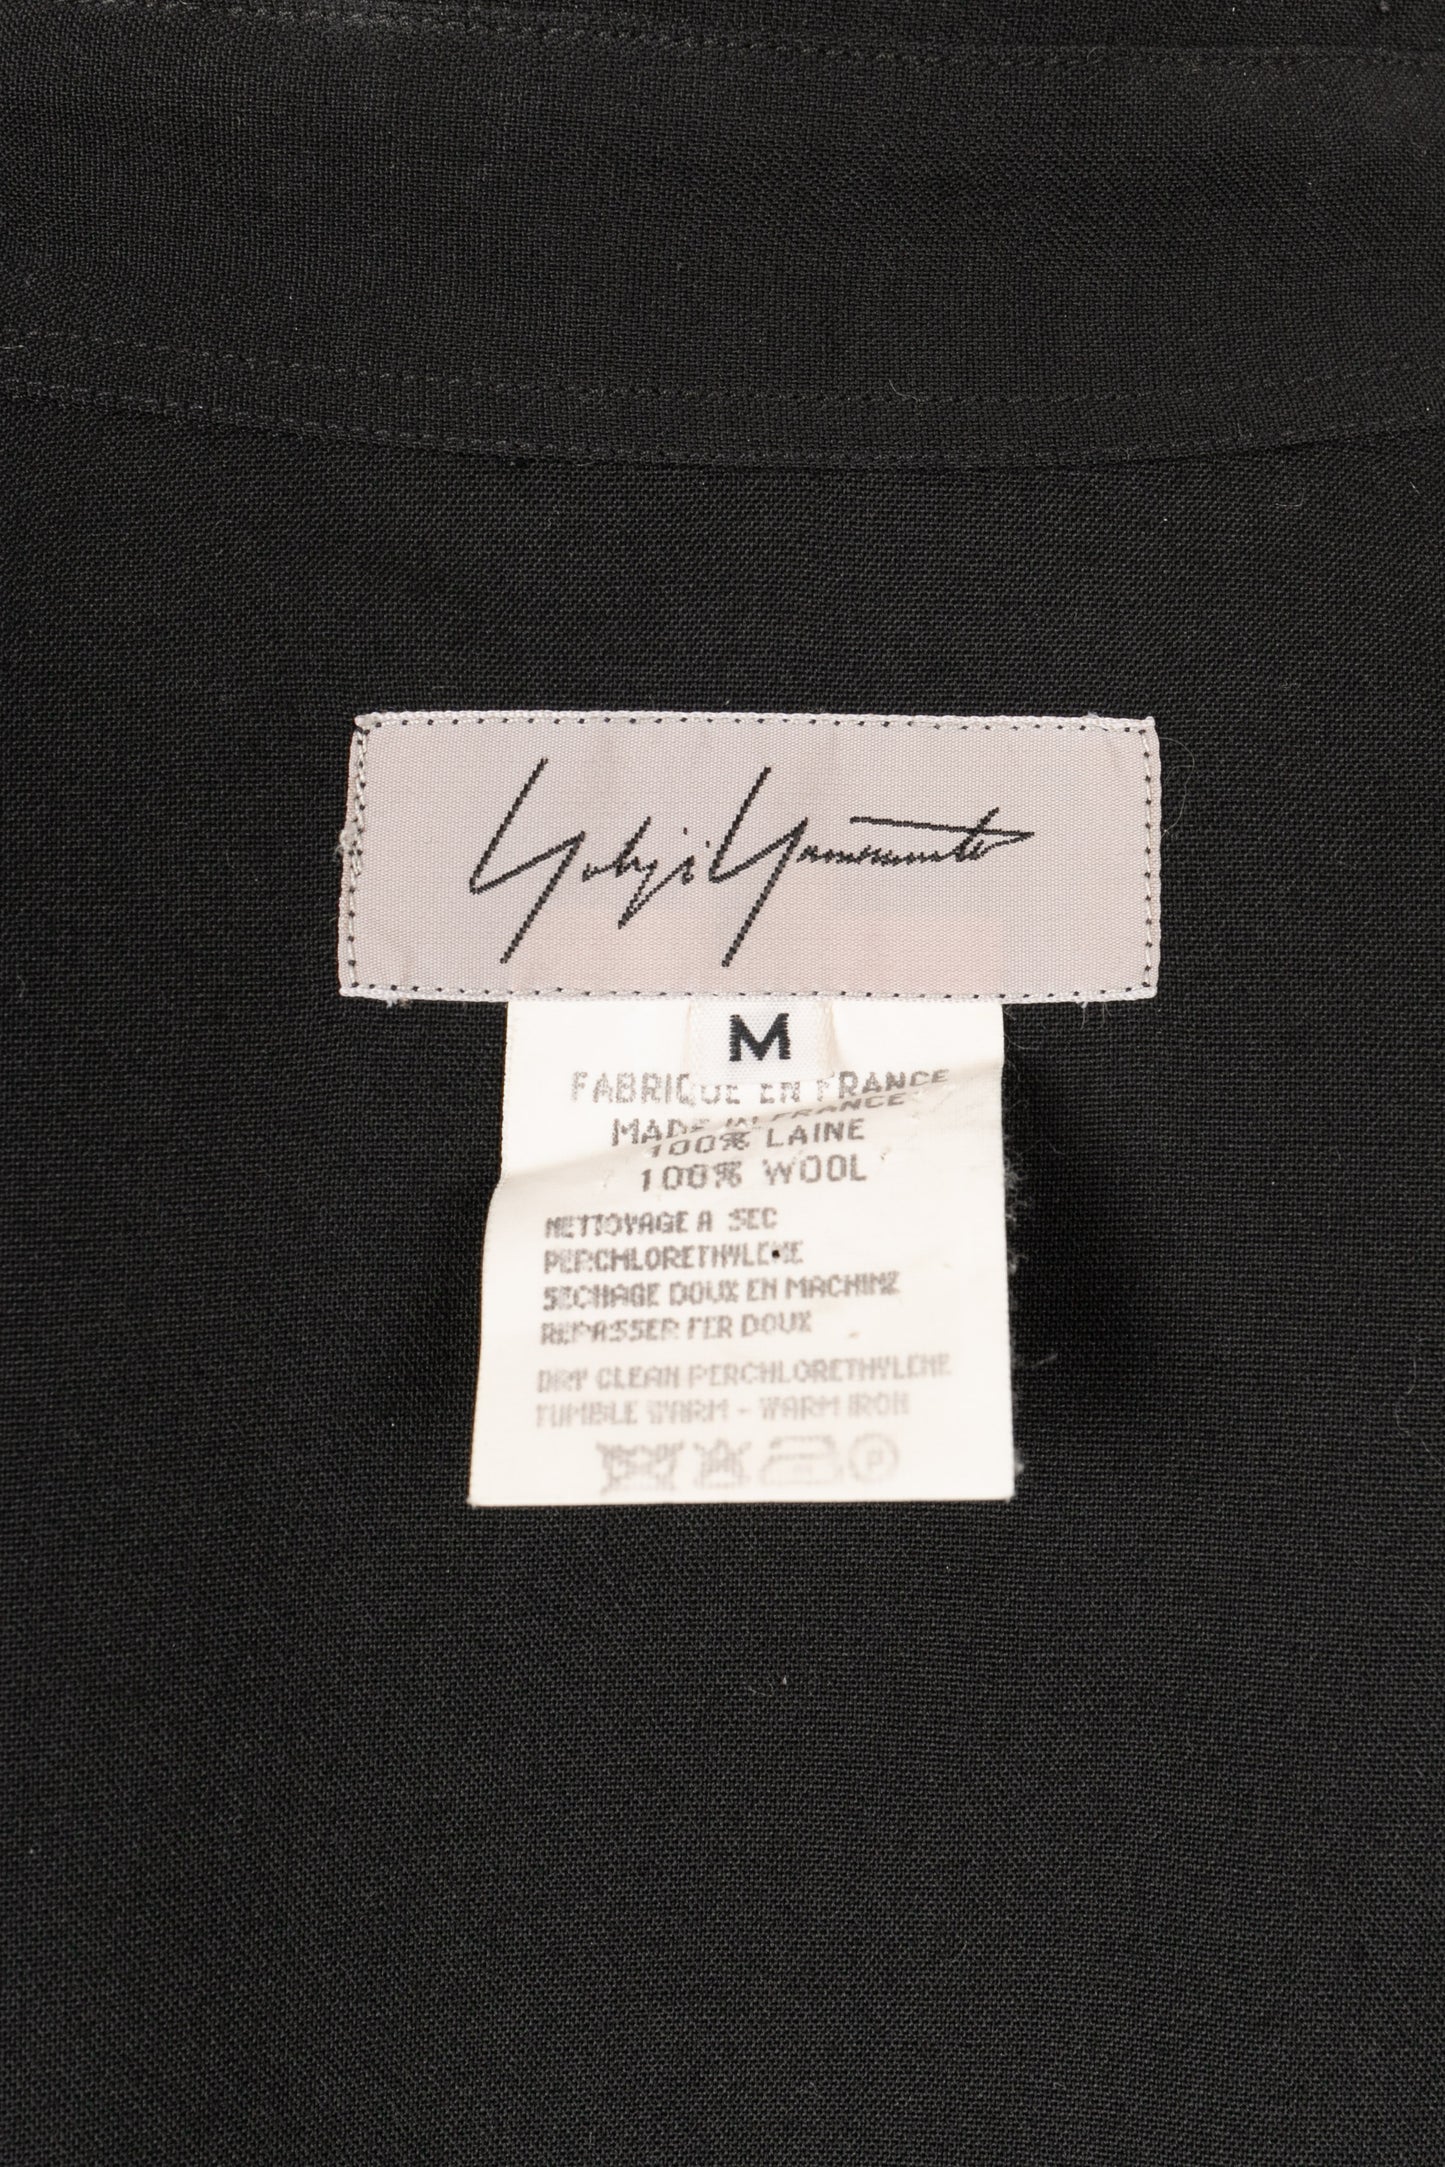 Yohji Yamamoto
M
FABRIQUE EN FRANCE
MADE IN FRANCE
100% LAINE
100% WOOL
NETTOYAGE A SEC
PERCHLORETHYLENE
SECHAGE DOUX EN MACHINE
REPASSER FER DOUX
DRY CLEAN PERCHLORETHYLENE
TUMBLE WARM - WARM IRON
P